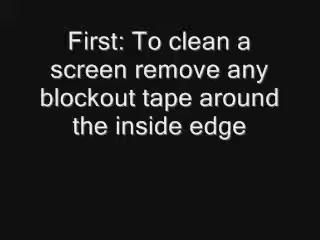 First: To clean a
screen remove any
blockout tape around
the inside edge